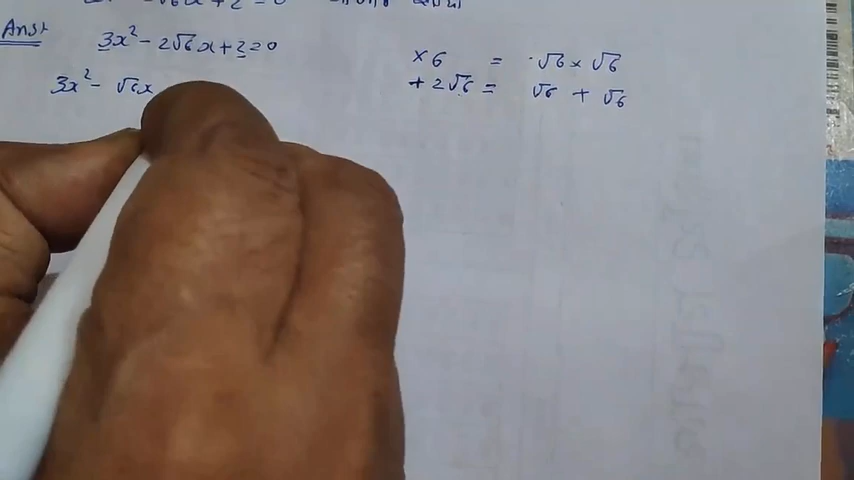 Ans:
3x² - 2√6x + 2 = 0
3x² - √6x
×6 = √6 × √6
+ 2√6 = √6 + √6